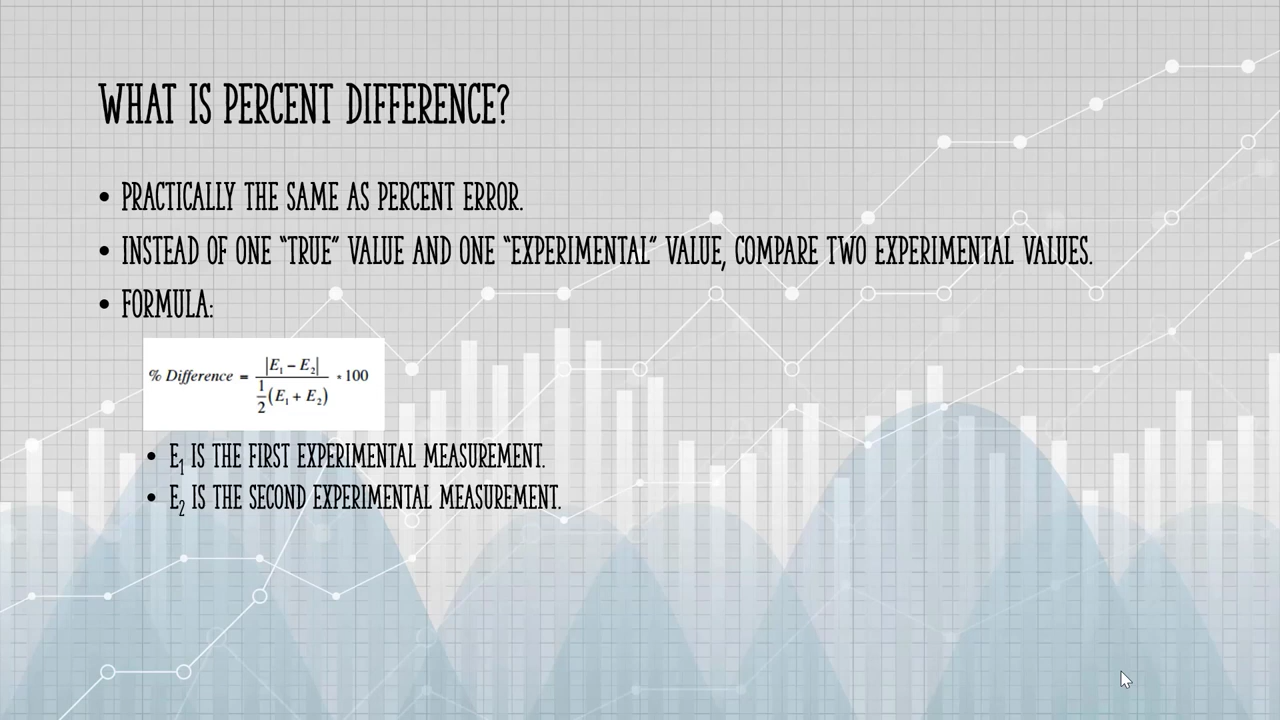 WHAT IS PERCENT DIFFERENCE?
• PRACTICALLY THE SAME AS PERCENT ERROR.
• INSTEAD OF ONE “TRUE” VALUE AND ONE “EXPERIMENTAL” VALUE, COMPARE TWO EXPERIMENTAL VALUES.
• FORMULA:
% Difference = |E₁ − E₂| / ½(E₁ + E₂) * 100
• E₁ IS THE FIRST EXPERIMENTAL MEASUREMENT.
• E₂ IS THE SECOND EXPERIMENTAL MEASUREMENT.